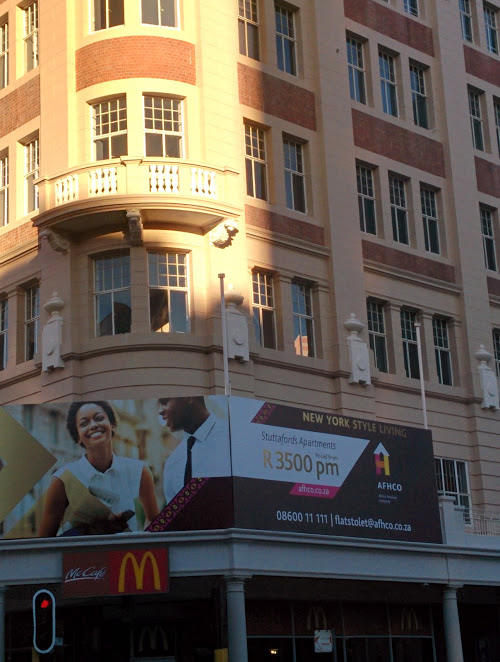 NEW YORK STYLE LIVING
Stuttafords Apartments
R 3500 pm
afhco.co.za
AFHCO
08600 11 111 | flatstolet@afhco.co.za
McCafé